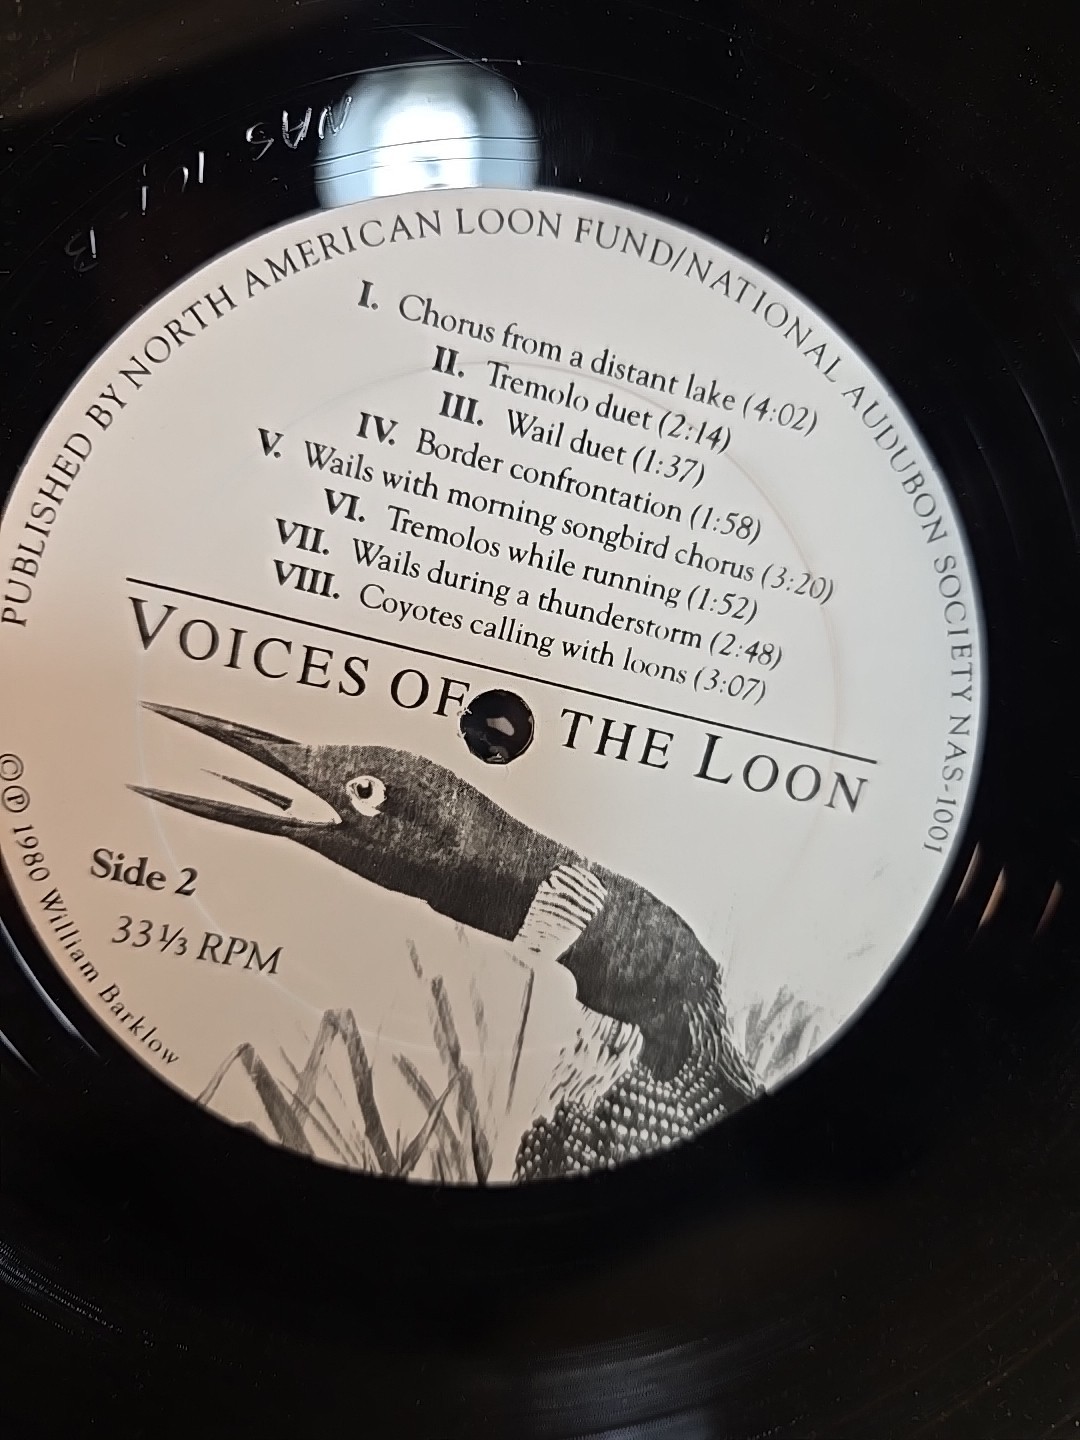 PUBLISHED BY NORTH AMERICAN LOON FUND/NATIONAL AUDUBON SOCIETY NAS-1001
I. Chorus from a distant lake (4:02)
II. Tremolo duet (2:14)
III. Wail duet (1:37)
IV. Border confrontation (1:58)
V. Wails with morning songbird chorus (3:20)
VI. Tremolos while running (1:52)
VII. Wails during a thunderstorm (2:48)
VIII. Coyotes calling with loons (3:07)
VOICES OF THE LOON
Side 2
33 1/3 RPM
©℗ 1980 William Barklow